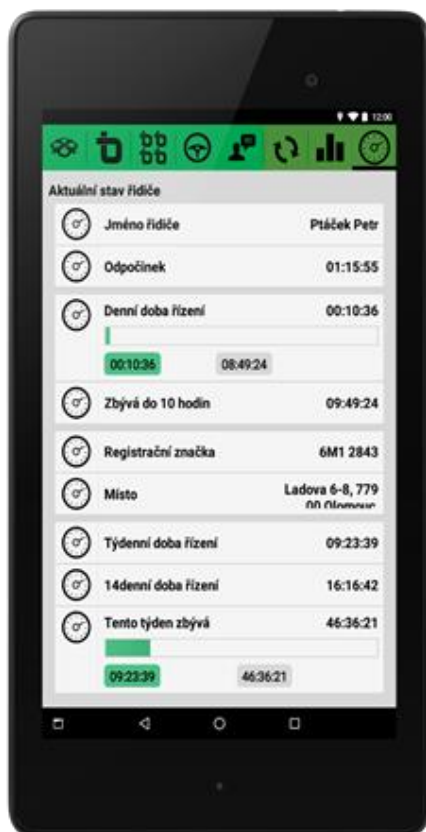 12:00
Aktuální stav řidiče
Jméno řidiče Ptáček Petr
Odpočinek 01:15:55
Denní doba řízení 00:10:36
00:10:36 08:49:24
Zbývá do 10 hodin 09:49:24
Registrační značka 6M1 2843
Místo Ladova 6-8, 779
00 Olomouc
Týdenní doba řízení 09:23:39
14denní doba řízení 16:16:42
Tento týden zbývá 46:36:21
09:23:39 46:36:21